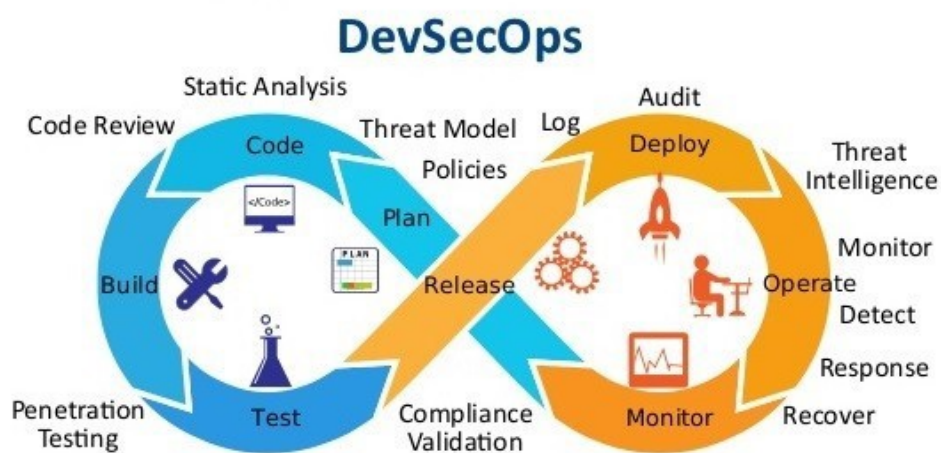 DevSecOps
Static Analysis
Code Review
Code
Threat Model
Policies
Plan
</Code>
PLAN
Build
Test
Penetration
Testing
Release
Compliance
Validation
Log
Audit
Deploy
Threat
Intelligence
Monitor
Operate
Detect
Response
Recover
Monitor